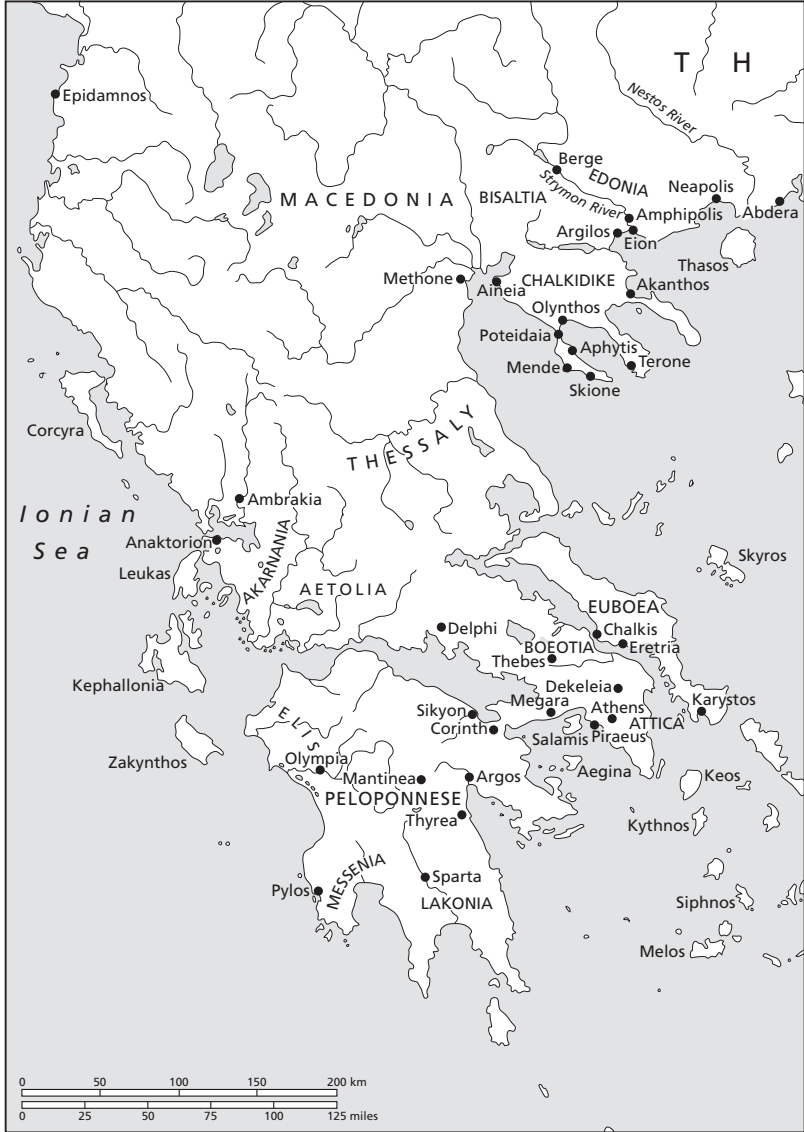 T H
Epidamnos
Nestos River
Berge
EDONIA
MACEDONIA
BISALTIA
Strymon River
Neapolis
Amphipolis
Abdera
Argilos
Eion
Thasos
Methone
Aineia
CHALKIDIKE
Akanthos
Olynthos
Poteidaia
Aphytis
Mende
Terone
Skione
Corcyra
THESSALY
Ionian
Sea
Ambrakia
Anaktorion
Leukas
AKARNANIA
AETOLIA
Skyros
EUBOEA
Delphi
Chalkis
BOEOTIA
Eretria
Thebes
Kephallonia
Dekeleia
Megara
Athens
Karystos
Sikyon
ATTICA
Corinth
Salamis
Piraeus
ELIS
Zakynthos
Olympia
Aegina
Mantinea
Argos
Keos
PELOPONNESE
Thyrea
Kythnos
MESSENIA
Sparta
Pylos
LAKONIA
Siphnos
Melos
0 50 100 150 200 km
0 25 50 75 100 125 miles